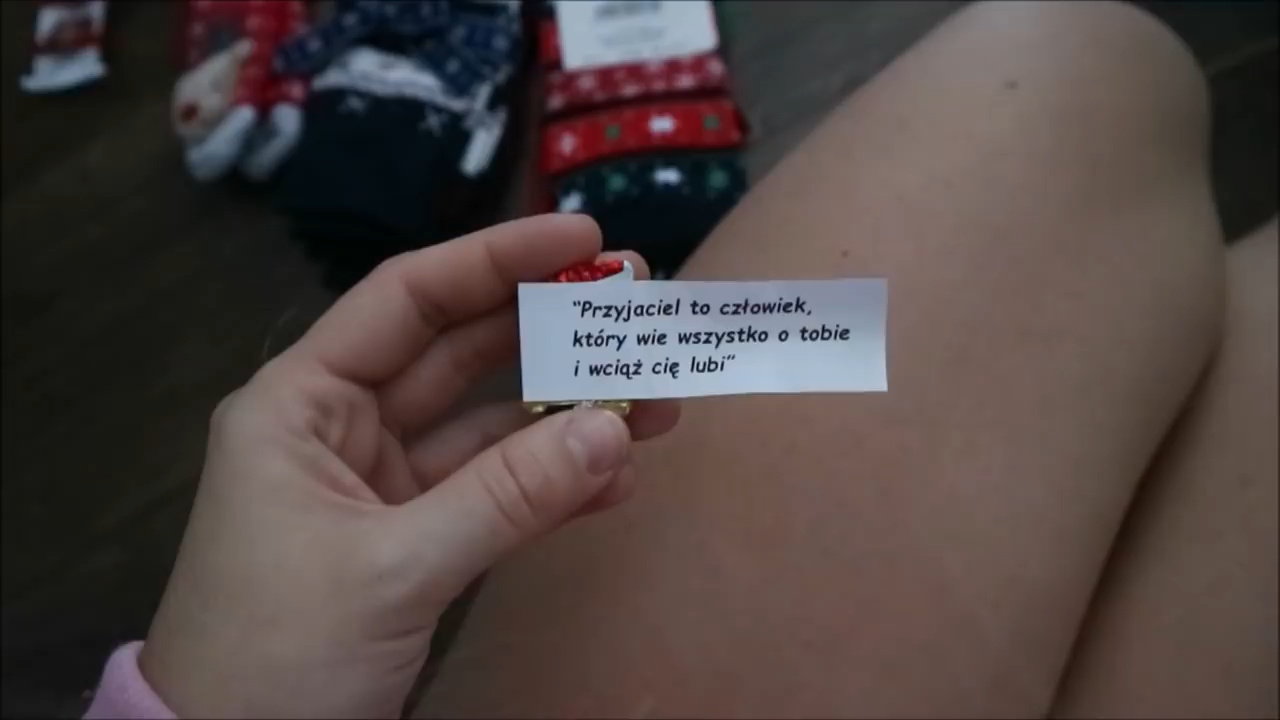 "Przyjaciel to człowiek,
który wie wszystko o tobie
i wciąż cię lubi"